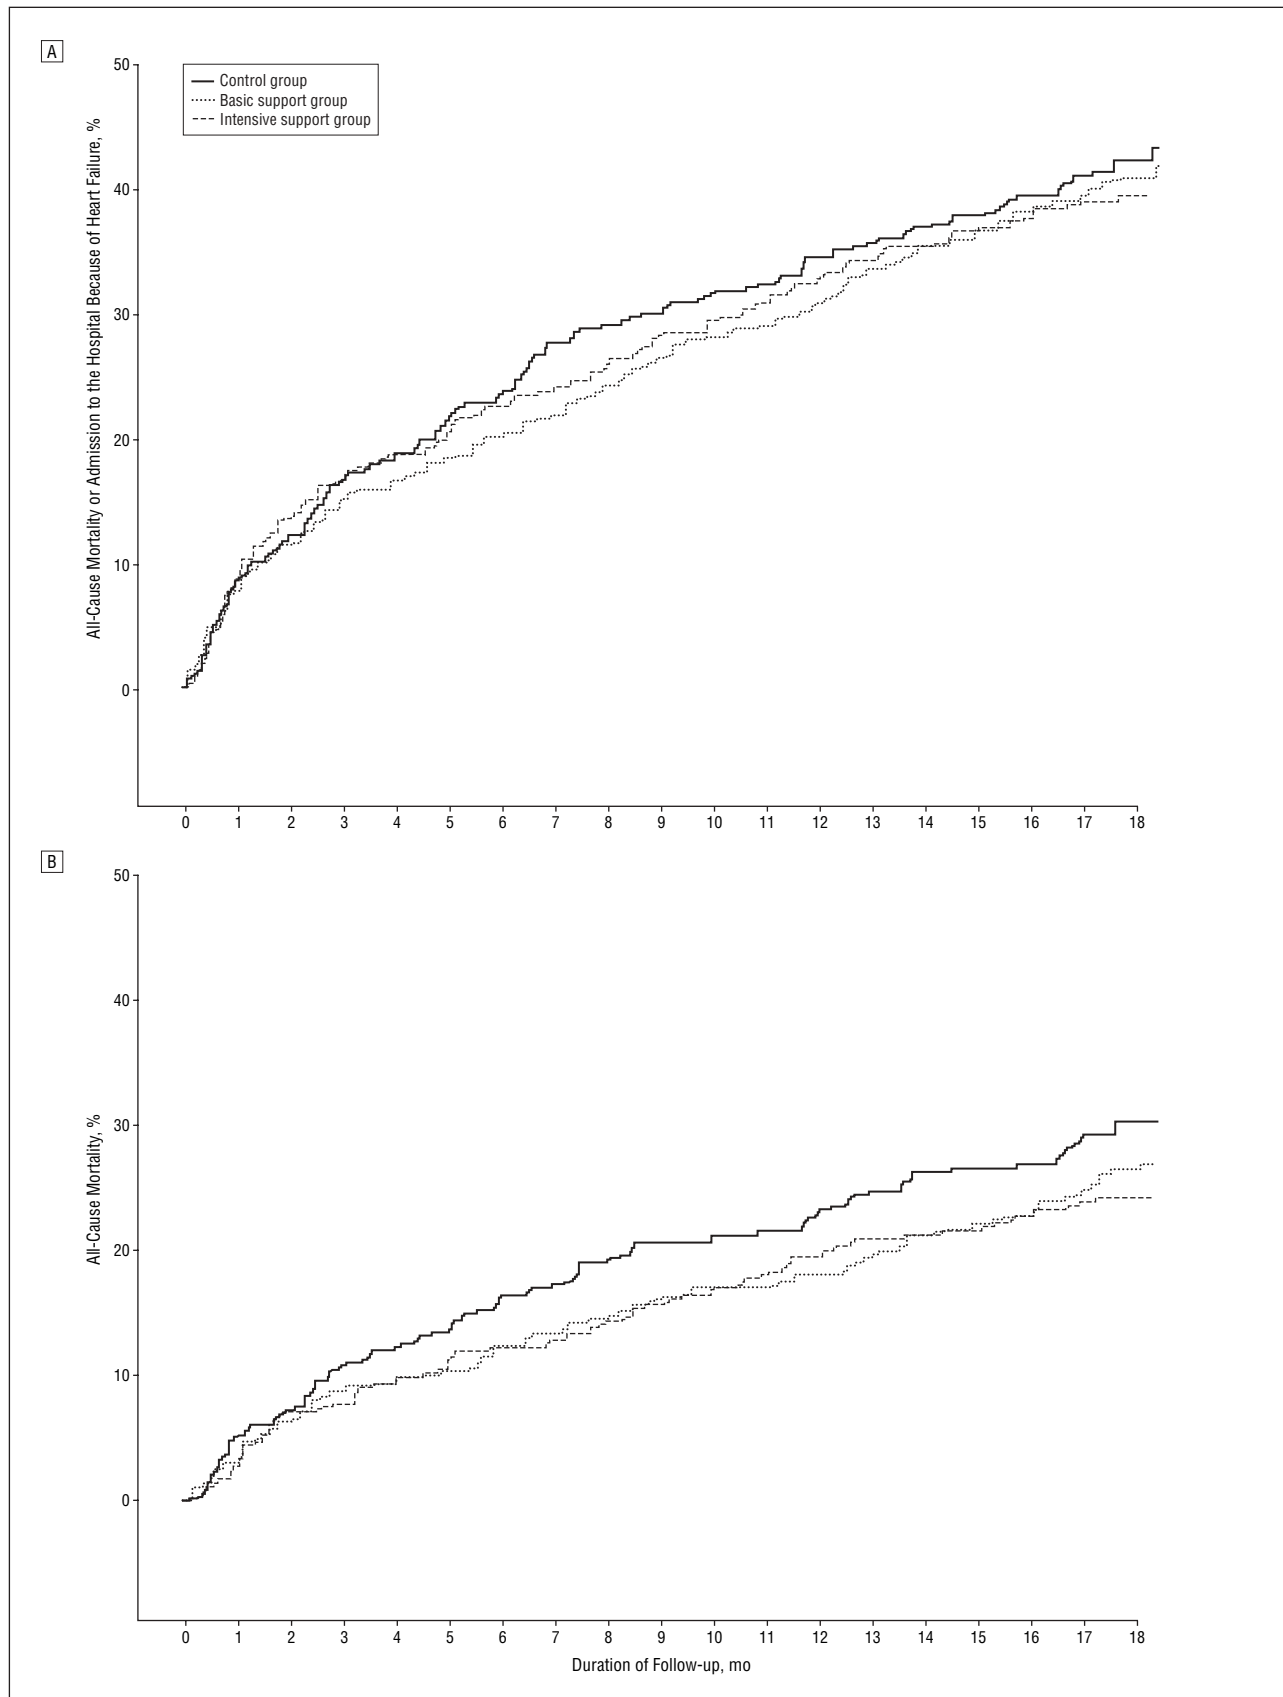 A
50
40
30
20
10
0
All-Cause Mortality or Admission to the Hospital Because of Heart Failure, %
Control group
Basic support group
Intensive support group
0 1 2 3 4 5 6 7 8 9 10 11 12 13 14 15 16 17 18
B
50
40
30
20
10
0
All-Cause Mortality, %
0 1 2 3 4 5 6 7 8 9 10 11 12 13 14 15 16 17 18
Duration of Follow-up, mo